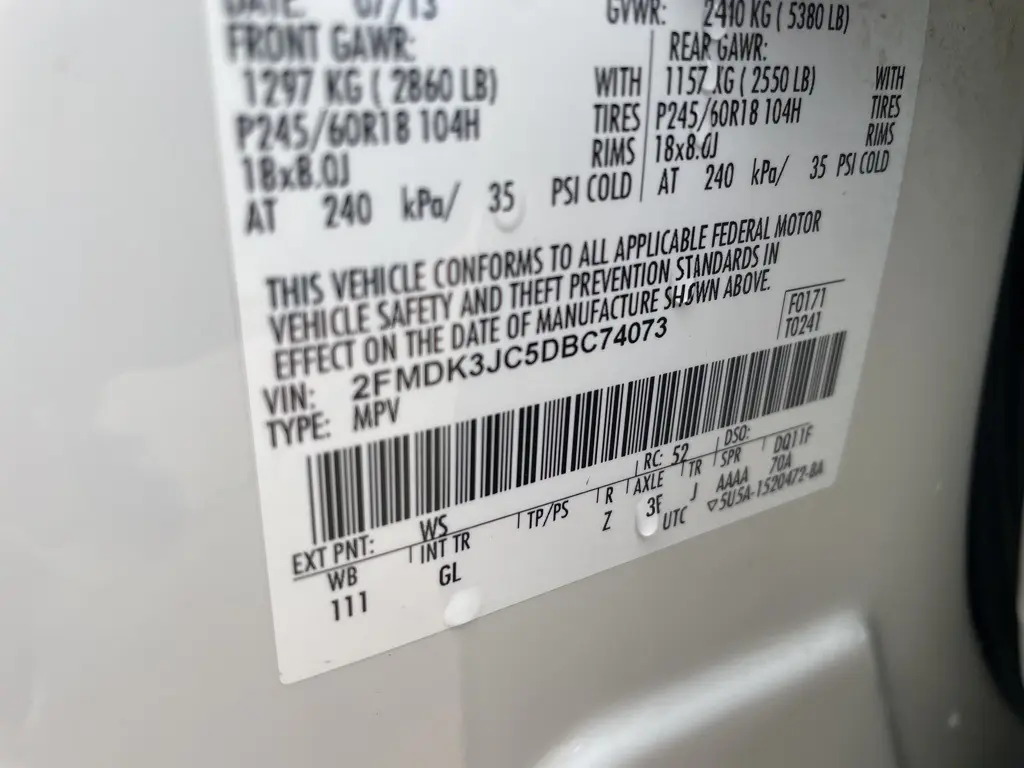 DATE: 07/13 GVWR: 2410 KG ( 5380 LB)
FRONT GAWR: REAR GAWR:
1297 KG ( 2860 LB) WITH 1157 KG ( 2550 LB) WITH
P245/60R18 104H TIRES P245/60R18 104H TIRES
18x8.0J RIMS 18x8.0J RIMS
AT 240 kPa/ 35 PSI COLD AT 240 kPa/ 35 PSI COLD
THIS VEHICLE CONFORMS TO ALL APPLICABLE FEDERAL MOTOR
VEHICLE SAFETY AND THEFT PREVENTION STANDARDS IN
EFFECT ON THE DATE OF MANUFACTURE SHOWN ABOVE.
F0171
VIN: 2FMDK3JC5DBC74073 T0241
TYPE: MPV
EXT PNT: WS RC: 52 DSO:
WB INT TR TP/PS R AXLE TR SPR DQ11F
111 GL Z 3F J AAAA 70A
UTC ▽5U5A-1520472-BA